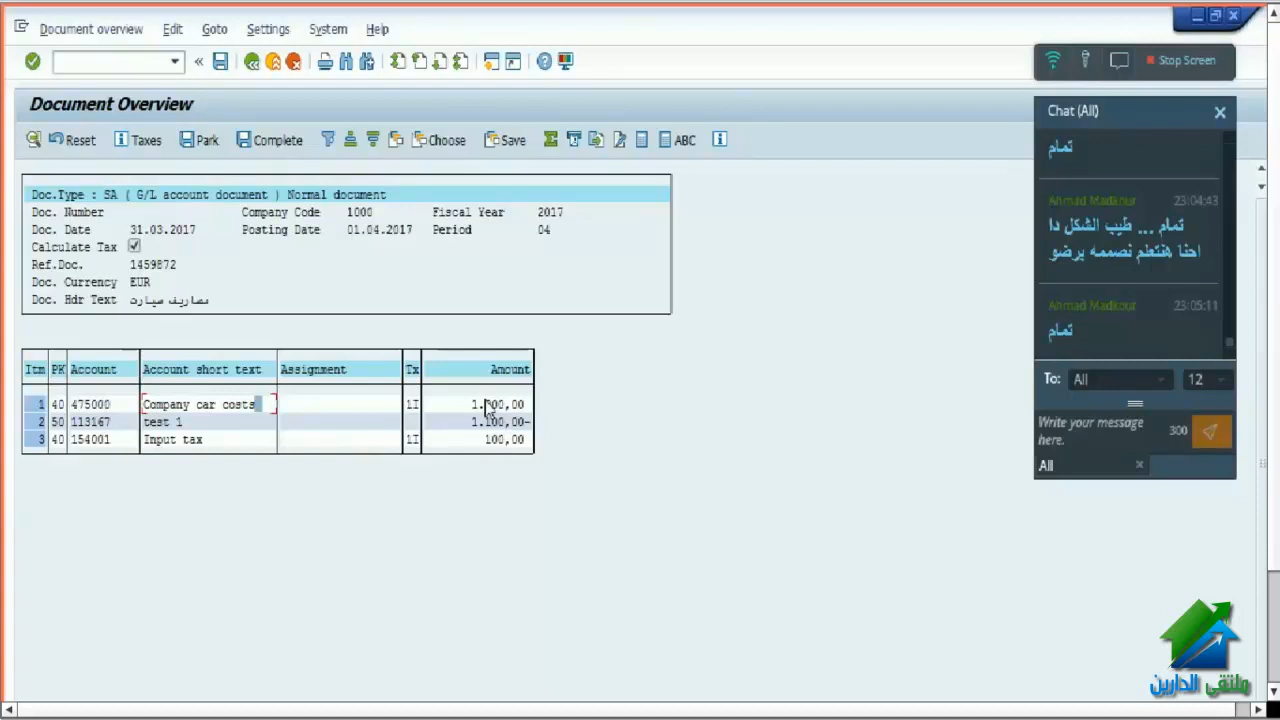 Document overview Edit Goto Settings System Help
Stop Screen
Document Overview
Reset Taxes Park Complete Choose Save ABC
Doc.Type : SA ( G/L account document ) Normal document
Doc. Number Company Code 1000 Fiscal Year 2017
Doc. Date 31.03.2017 Posting Date 01.04.2017 Period 04
Calculate Tax
Ref.Doc. 1459872
Doc. Currency EUR
Doc. Hdr Text مصاريف سيارت
Itm PK Account Account short text Assignment Tx Amount
1 40 475000 Company car costs 1I 1.000,00
2 50 113167 test 1 1.100,00-
3 40 154001 Input tax 1I 100,00
Chat (All)
تمام
Ahmad Madkour 23:04:43
تمام ... طيب الشكل دا
احنا هنتعلم نصممه برضو
Ahmad Madkour 23:05:11
تمام
To: All 12
Write your message
here. 300
All
ملتقى الدارين